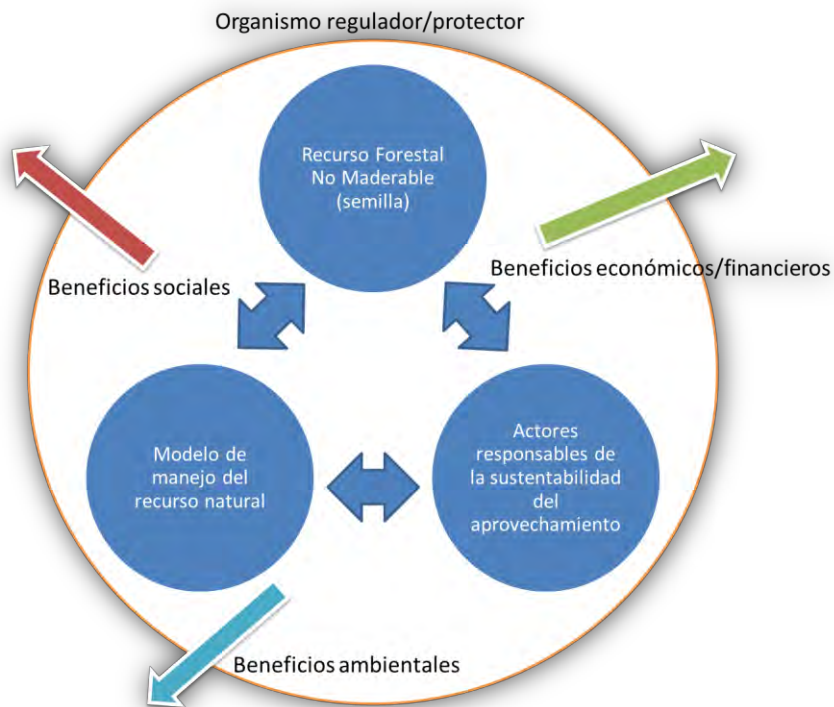 Organismo regulador/protector
Recurso Forestal
No Maderable
(semilla)
Beneficios sociales
Beneficios económicos/financieros
Modelo de
manejo del
recurso natural
Actores
responsables de
la sustentabilidad
del
aprovechamiento
Beneficios ambientales